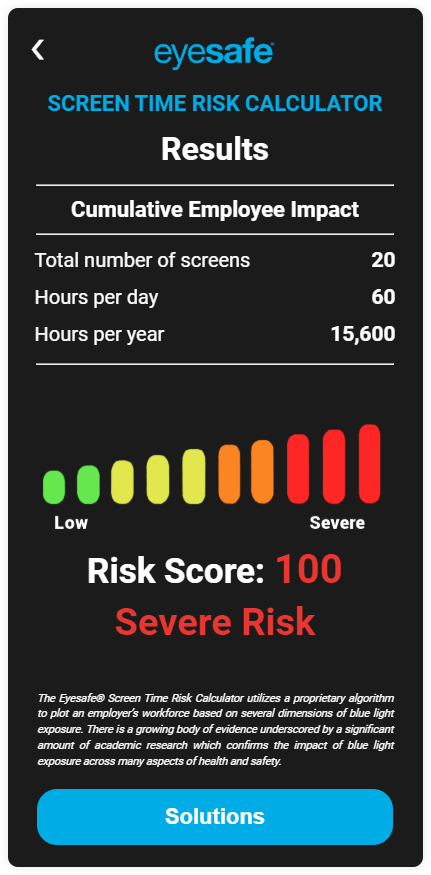 eyesafe®
SCREEN TIME RISK CALCULATOR
Results
Cumulative Employee Impact
Total number of screens 20
Hours per day 60
Hours per year 15,600
Low Severe
Risk Score: 100
Severe Risk
The Eyesafe® Screen Time Risk Calculator utilizes a proprietary algorithm
to plot an employer's workforce based on several dimensions of blue light
exposure. There is a growing body of evidence underscored by a significant
amount of academic research which confirms the impact of blue light
exposure across many aspects of health and safety.
Solutions